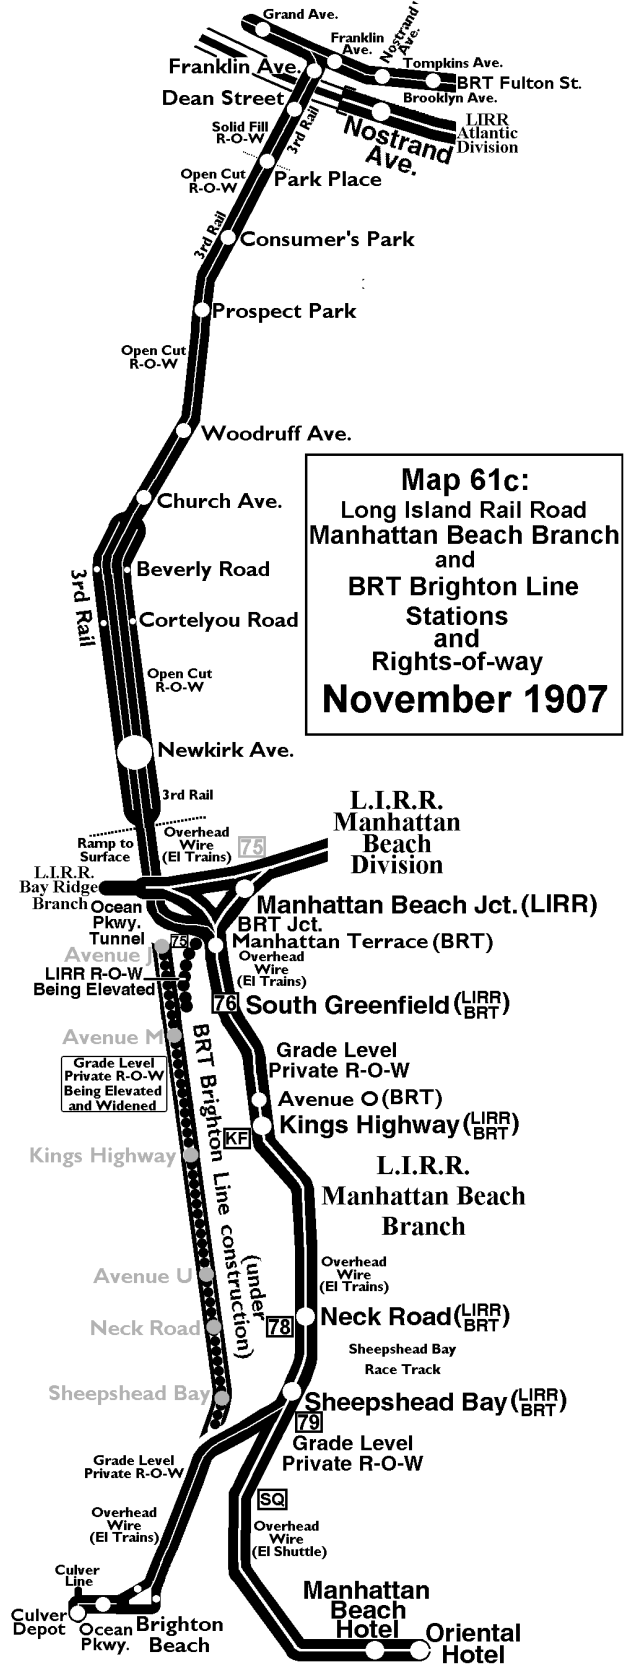 Grand Ave.
Franklin
Ave.
Nostrand
Ave.
Tompkins Ave.
Franklin Ave.
BRT Fulton St.
Brooklyn Ave.
Dean Street
LIRR
Atlantic
Division
Nostrand
Ave.
Solid Fill
R-O-W
3rd Rail
Open Cut
R-O-W
Park Place
3rd Rail
Consumer's Park
Prospect Park
Open Cut
R-O-W
Woodruff Ave.
Map 61c:
Long Island Rail Road
Manhattan Beach Branch
and
BRT Brighton Line
Stations
and
Rights-of-way
November 1907
Church Ave.
Beverly Road
3rd Rail
Cortelyou Road
Open Cut
R-O-W
Newkirk Ave.
3rd Rail
L.I.R.R.
Manhattan
Beach
Division
Ramp to
Surface
Overhead
Wire
(El Trains)
75
L.I.R.R.
Bay Ridge
Branch
Manhattan Beach Jct. (LIRR)
Ocean
Pkwy.
Tunnel
BRT Jct.
Manhattan Terrace (BRT)
75
Avenue J
Overhead
Wire
(El Trains)
LIRR R-O-W
Being Elevated
76
South Greenfield (LIRR
BRT)
Avenue M
Grade Level
Private R-O-W
Being Elevated
and Widened
BRT Brighton Line
(under
construction)
Grade Level
Private R-O-W
Avenue O (BRT)
Kings Highway (LIRR
BRT)
KF
Kings Highway
L.I.R.R.
Manhattan Beach
Branch
Avenue U
Overhead
Wire
(El Trains)
Neck Road
78
Neck Road (LIRR
BRT)
Sheepshead Bay
Race Track
Sheepshead Bay
Sheepshead Bay (LIRR
BRT)
79
Grade Level
Private R-O-W
Grade Level
Private R-O-W
SQ
Overhead
Wire
(El Trains)
Overhead
Wire
(El Shuttle)
Culver
Line
Culver
Depot
Ocean
Pkwy.
Brighton
Beach
Manhattan
Beach
Hotel
Oriental
Hotel